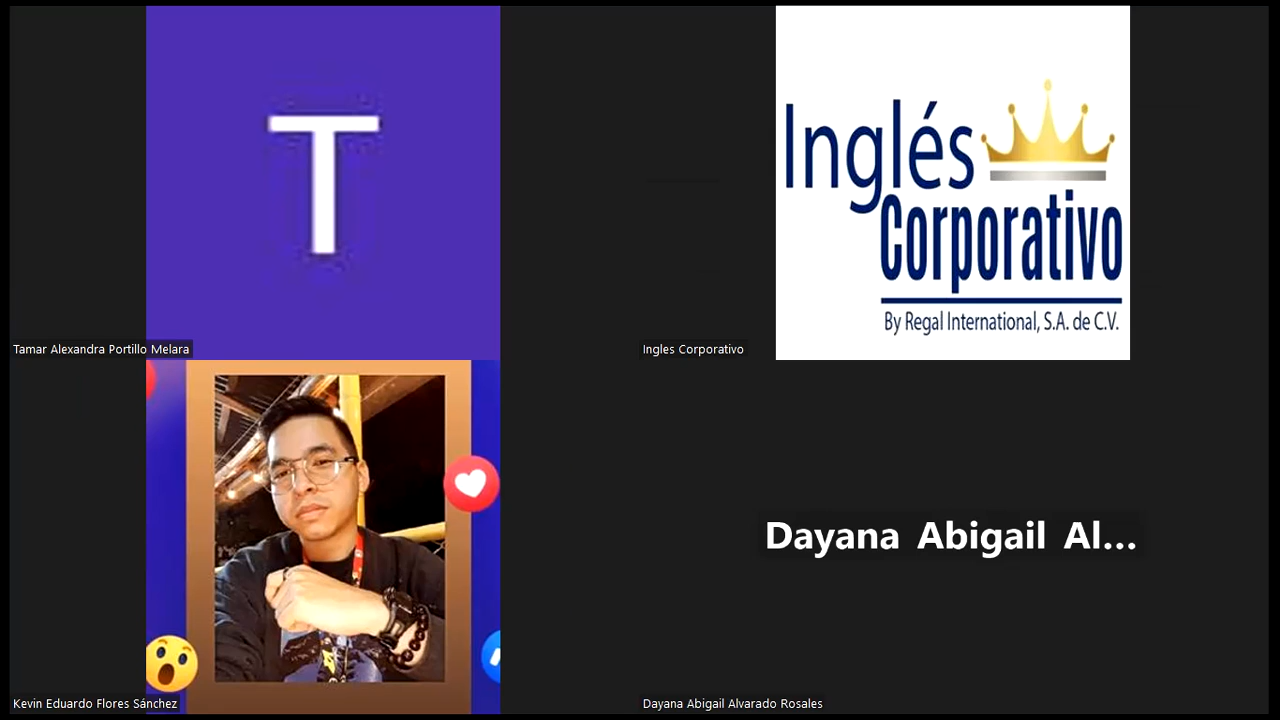 T
Inglés
Corporativo
By Regal International, S.A. de C.V.
Tamar Alexandra Portillo Melara
Ingles Corporativo
Dayana Abigail Al...
Kevin Eduardo Flores Sánchez
Dayana Abigail Alvarado Rosales